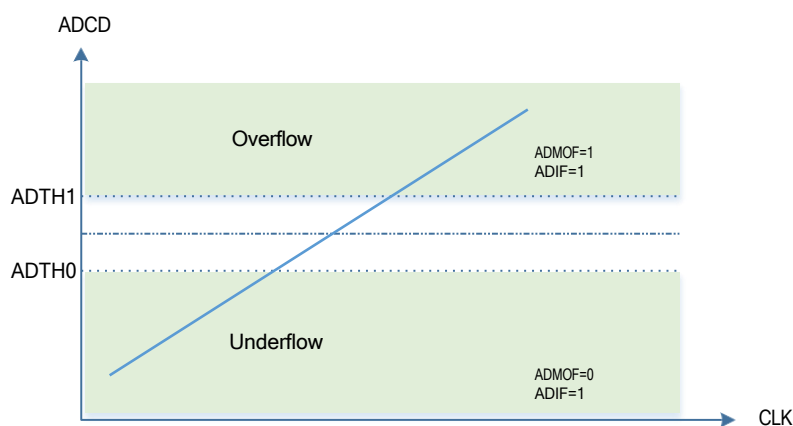 ADCD
Overflow
ADMOF=1
ADIF=1
ADTH1
ADTH0
Underflow
ADMOF=0
ADIF=1
CLK